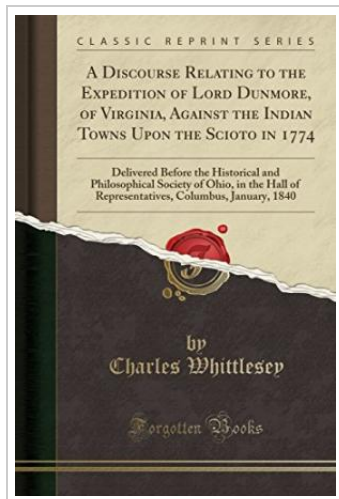 CLASSIC REPRINT SERIES
A Discourse Relating to the
Expedition of Lord Dunmore,
of Virginia, Against the Indian
Towns Upon the Scioto in 1774
Delivered Before the Historical and
Philosophical Society of Ohio, in the Hall of
Representatives, Columbus, January, 1840
by
Charles Whittlesey
Forgotten Books